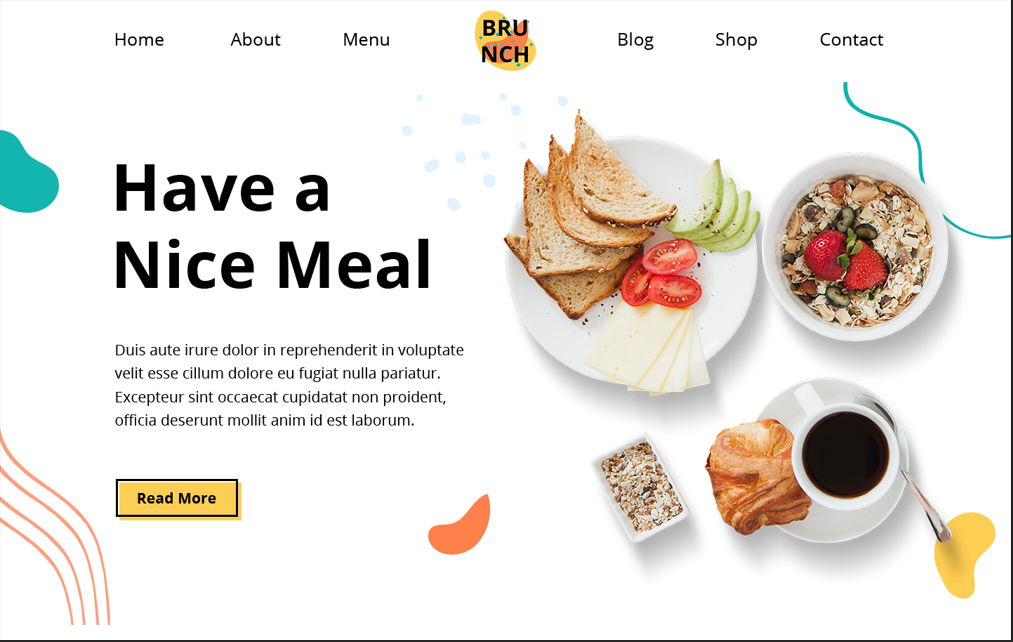 Home About Menu BRU
NCH Blog Shop Contact
Have a
Nice Meal
Duis aute irure dolor in reprehenderit in voluptate
velit esse cillum dolore eu fugiat nulla pariatur.
Excepteur sint occaecat cupidatat non proident,
officia deserunt mollit anim id est laborum.
Read More